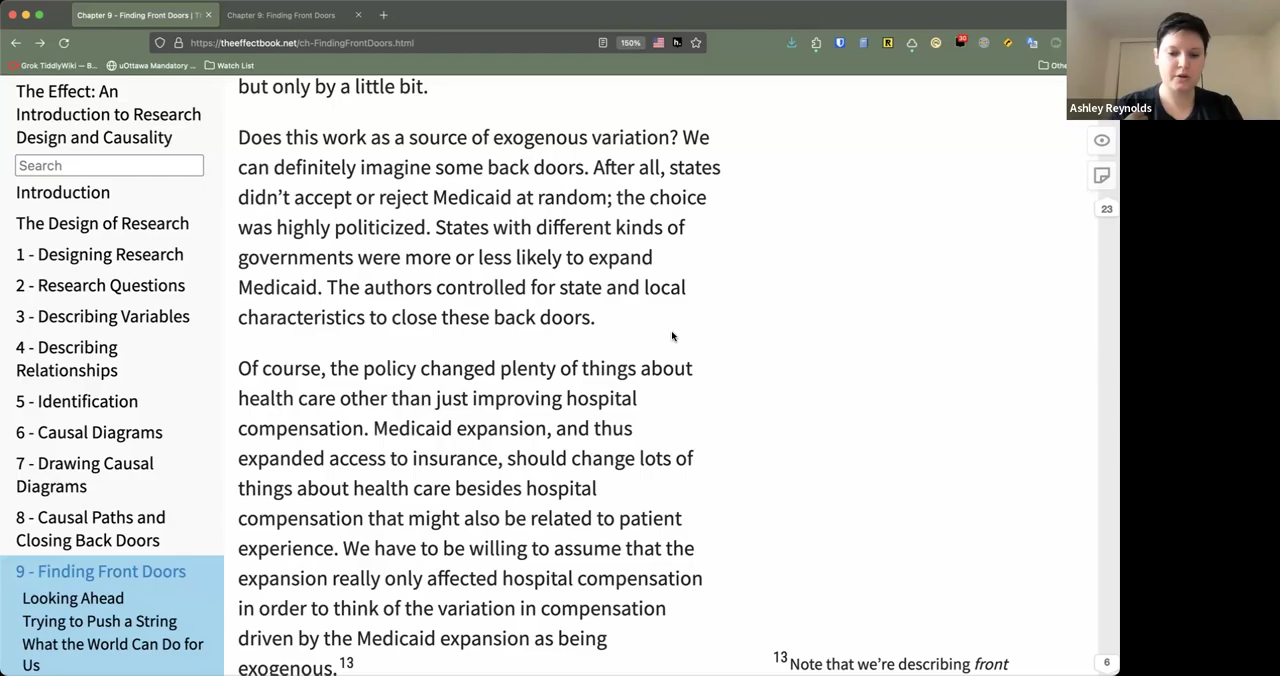 Chapter 9 - Finding Front Doors | T
Chapter 9: Finding Front Doors
https://theeffectbook.net/ch-FindingFrontDoors.html
150%
h.
R
30
Grok TiddlyWiki — B...
uOttawa Mandatory ...
Watch List
Othe
Ashley Reynolds
The Effect: An
Introduction to Research
Design and Causality
Search
Introduction
The Design of Research
1 - Designing Research
2 - Research Questions
3 - Describing Variables
4 - Describing
Relationships
5 - Identification
6 - Causal Diagrams
7 - Drawing Causal
Diagrams
8 - Causal Paths and
Closing Back Doors
9 - Finding Front Doors
Looking Ahead
Trying to Push a String
What the World Can Do for
Us
but only by a little bit.
Does this work as a source of exogenous variation? We
can definitely imagine some back doors. After all, states
didn't accept or reject Medicaid at random; the choice
was highly politicized. States with different kinds of
governments were more or less likely to expand
Medicaid. The authors controlled for state and local
characteristics to close these back doors.
Of course, the policy changed plenty of things about
health care other than just improving hospital
compensation. Medicaid expansion, and thus
expanded access to insurance, should change lots of
things about health care besides hospital
compensation that might also be related to patient
experience. We have to be willing to assume that the
expansion really only affected hospital compensation
in order to think of the variation in compensation
driven by the Medicaid expansion as being
exogenous.13
13 Note that we're describing front
23
6